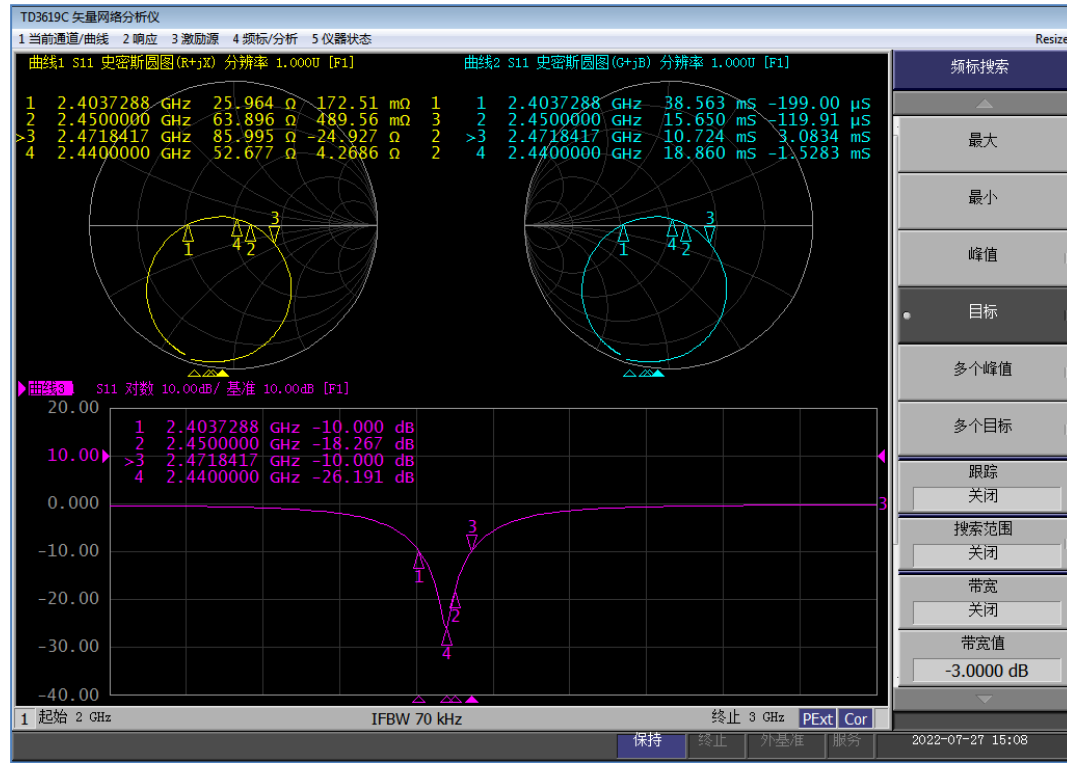 TD3619C 矢量网络分析仪
1 当前通道/曲线 2 响应 3 激励源 4 频标/分析 5 仪器状态 Resize
曲线1 S11 史密斯圆图(R+jX) 分辨率 1.000U [F1]
1 2.4037288 GHz 25.964 Ω 172.51 mΩ 1
2 2.4500000 GHz 63.896 Ω 489.56 mΩ 3
>3 2.4718417 GHz 85.995 Ω -24.927 Ω 2
4 2.4400000 GHz 52.677 Ω 4.2686 Ω 2
3
1 4 2
曲线2 S11 史密斯圆图(G+jB) 分辨率 1.000U [F1]
1 2.4037288 GHz 38.563 mS -199.00 µS
2 2.4500000 GHz 15.650 mS -119.91 µS
>3 2.4718417 GHz 10.724 mS 3.0834 mS
4 2.4400000 GHz 18.860 mS -1.5283 mS
3
1 4 2
曲线3 S11 对数 10.00dB/ 基准 10.00dB [F1]
20.00
10.00
0.000
-10.00
-20.00
-30.00
-40.00
1 2.4037288 GHz -10.000 dB
2 2.4500000 GHz -18.267 dB
>3 2.4718417 GHz -10.000 dB
4 2.4400000 GHz -26.191 dB
3
3
1
2
4
1 起始 2 GHz IFBW 70 kHz 终止 3 GHz PExt Cor
保持 终止 外基准 服务 2022-07-27 15:08
频标搜索
最大
最小
峰值
目标
多个峰值
多个目标
跟踪
关闭
搜索范围
关闭
带宽
关闭
带宽值
-3.0000 dB